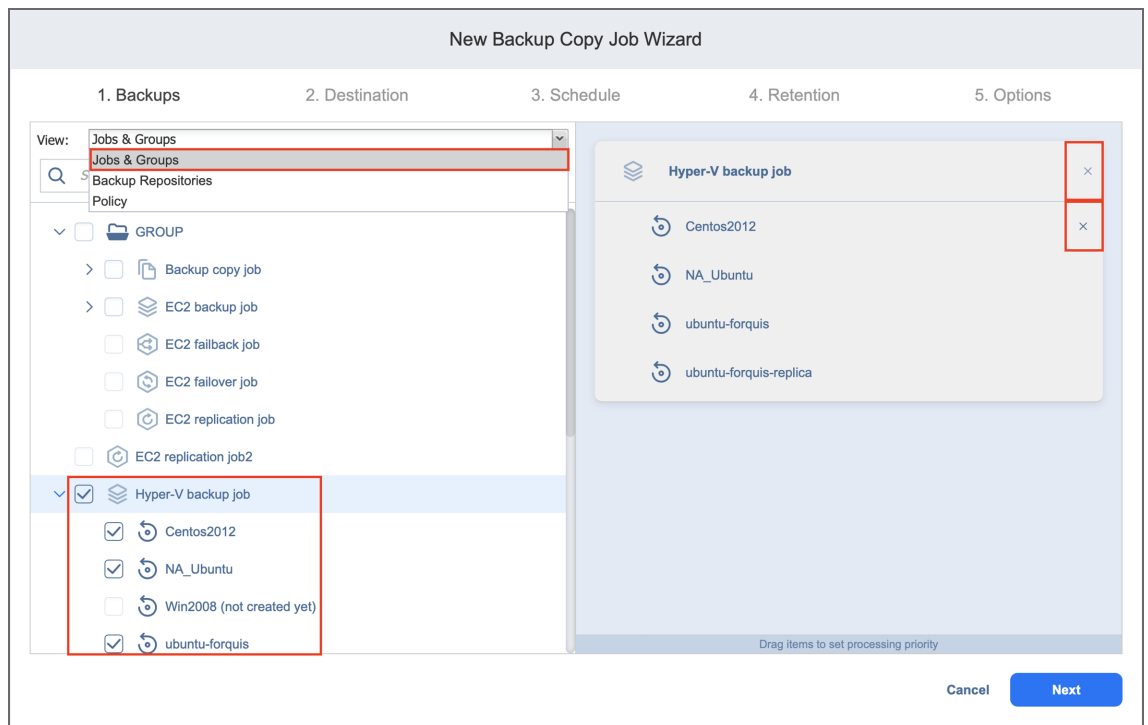 New Backup Copy Job Wizard
1. Backups
2. Destination
3. Schedule
4. Retention
5. Options
View:
Jobs & Groups
Jobs & Groups
Backup Repositories
Policy
GROUP
Backup copy job
EC2 backup job
EC2 failback job
EC2 failover job
EC2 replication job
EC2 replication job2
Hyper-V backup job
Centos2012
NA_Ubuntu
Win2008 (not created yet)
ubuntu-forquis
Hyper-V backup job
Centos2012
NA_Ubuntu
ubuntu-forquis
ubuntu-forquis-replica
Drag items to set processing priority
Cancel
Next